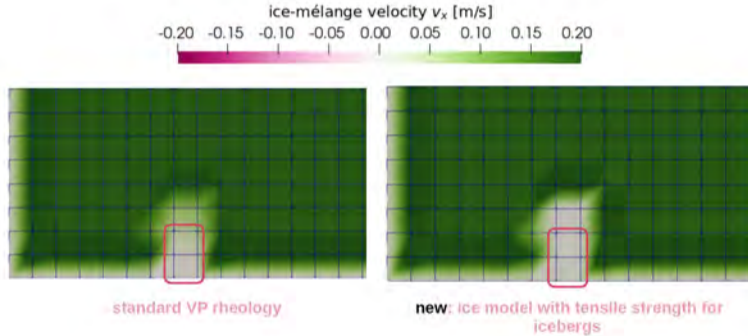 ice-mélange velocity vₓ [m/s]
-0.20 -0.15 -0.10 -0.05 0.00 0.05 0.10 0.15 0.20
standard VP rheology
new: ice model with tensile strength for
icebergs